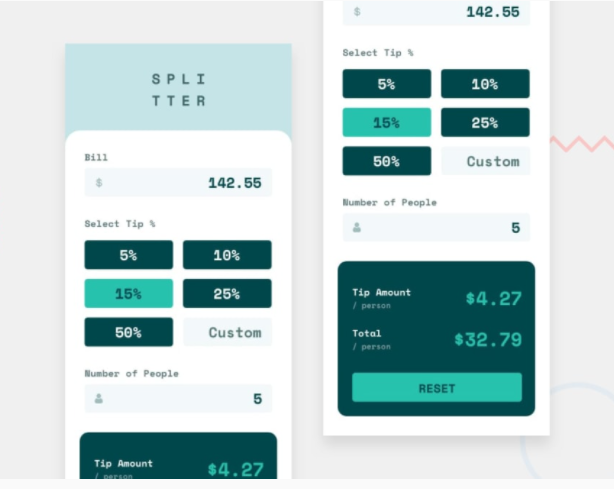 SPLI
TTER
Bill
$ 142.55
Select Tip %
5% 10%
15% 25%
50% Custom
Number of People
5
Tip Amount
/ person
$4.27
$ 142.55
Select Tip %
5% 10%
15% 25%
50% Custom
Number of People
5
Tip Amount
/ person
$4.27
Total
/ person
$32.79
RESET